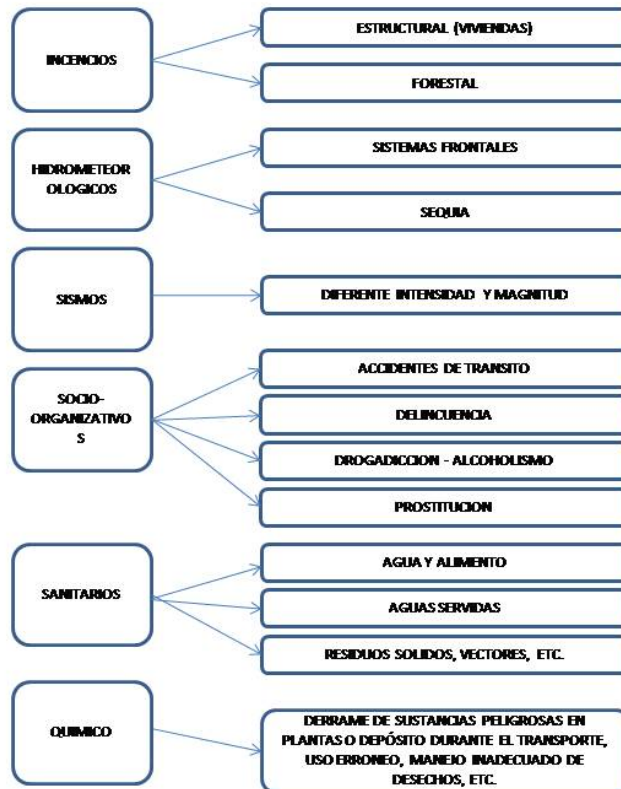 INCENCIOS
ESTRUCTURAL (VIVIENDAS)
FORESTAL
HIDROMETEOR
OLOGICOS
SISTEMAS FRONTALES
SEQUIA
SISMOS
DIFERENTE INTENSIDAD Y MAGNITUD
SOCIO-
ORGANIZATIVO
S
ACCIDENTES DE TRANSITO
DELINCUENCIA
DROGADICCION - ALCOHOLISMO
PROSTITUCION
SANITARIOS
AGUA Y ALIMENTO
AGUAS SERVIDAS
RESIDUOS SOLIDOS, VECTORES, ETC.
QUIMICO
DERRAME DE SUSTANCIAS PELIGROSAS EN
PLANTAS O DEPÓSITO DURANTE EL TRANSPORTE,
USO ERRONEO, MANEJO INADECUADO DE
DESECHOS, ETC.